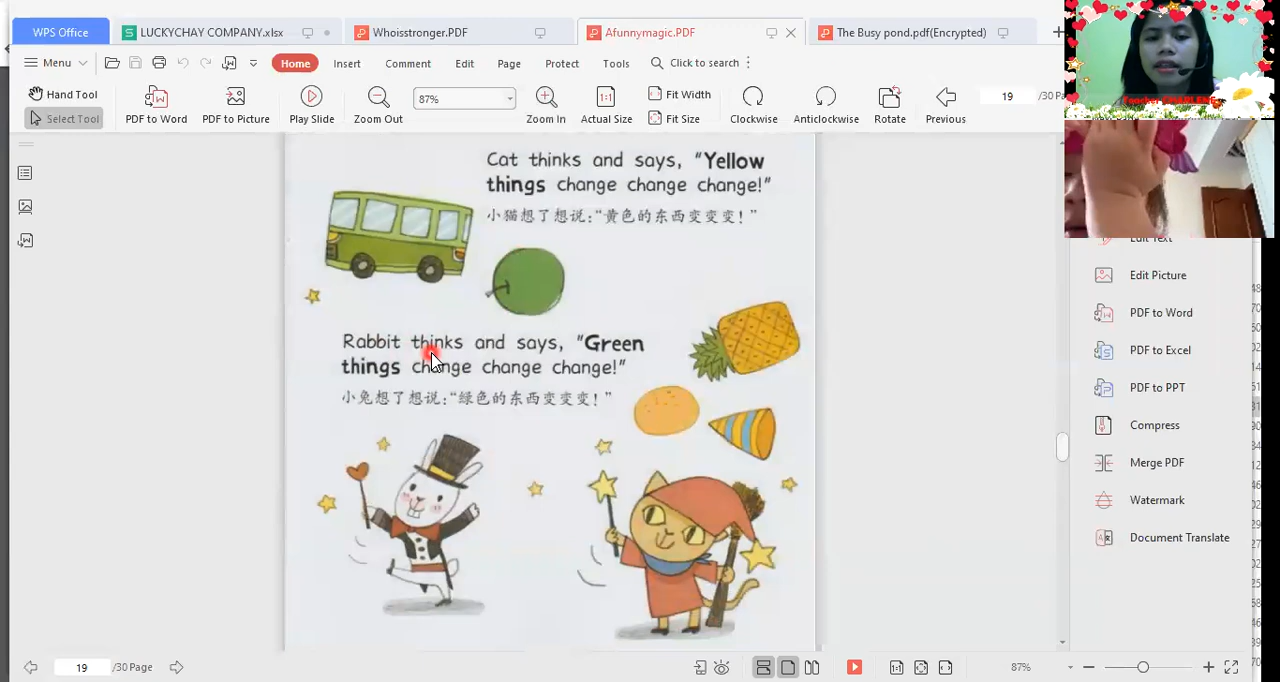 WPS Office
LUCKYCHAY COMPANY.xlsx
Whoisstronger.PDF
Afunnymagic.PDF
The Busy pond.pdf(Encrypted)
Menu
Home
Insert
Comment
Edit
Page
Protect
Tools
Click to search
Hand Tool
Select Tool
PDF to Word
PDF to Picture
Play Slide
Zoom Out
87%
Zoom In
1:1
Actual Size
Fit Width
Fit Size
Clockwise
Anticlockwise
Rotate
Previous
19
/30 Pa
Cat thinks and says, "Yellow
things change change change!"
小猫想了想说:“黄色的东西变变变!”
Rabbit thinks and says, "Green
things change change change!"
小兔想了想说:“绿色的东西变变变!”
Edit Text
Edit Picture
PDF to Word
PDF to Excel
PDF to PPT
Compress
Merge PDF
Watermark
Document Translate
19
/30 Page
87%